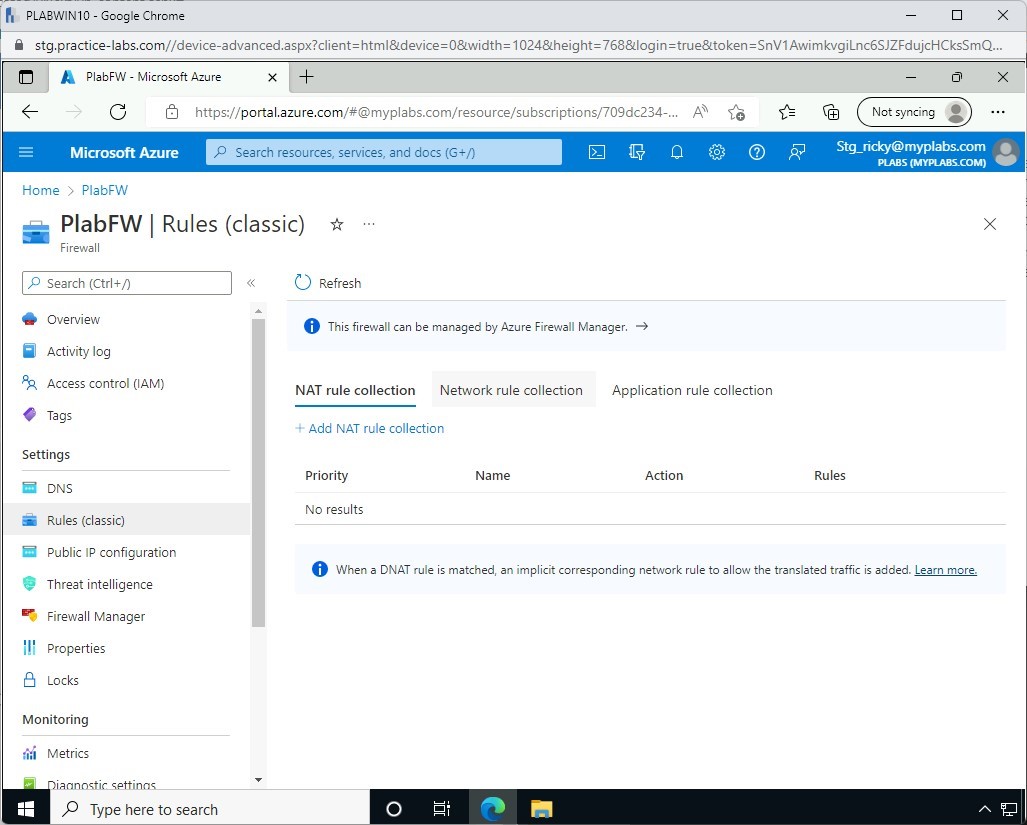 PLABWIN10 - Google Chrome
stg.practice-labs.com//device-advanced.aspx?client=html&device=0&width=1024&height=768&login=true&token=SnV1AwimkvgiLnc6SJZFdujcHCksSmQ...
PlabFW - Microsoft Azure
https://portal.azure.com/#@myplabs.com/resource/subscriptions/709dc234-...
Not syncing
Microsoft Azure
Search resources, services, and docs (G+/)
Stg_ricky@myplabs.com
PLABS (MYPLABS.COM)
Home > PlabFW
PlabFW | Rules (classic)
Firewall
Search (Ctrl+/)
Refresh
Overview
Activity log
Access control (IAM)
Tags
Settings
DNS
Rules (classic)
Public IP configuration
Threat intelligence
Firewall Manager
Properties
Locks
Monitoring
Metrics
Diagnostic settings
This firewall can be managed by Azure Firewall Manager. →
NAT rule collection Network rule collection Application rule collection
+ Add NAT rule collection
Priority Name Action Rules
No results
When a DNAT rule is matched, an implicit corresponding network rule to allow the translated traffic is added. Learn more.
Type here to search